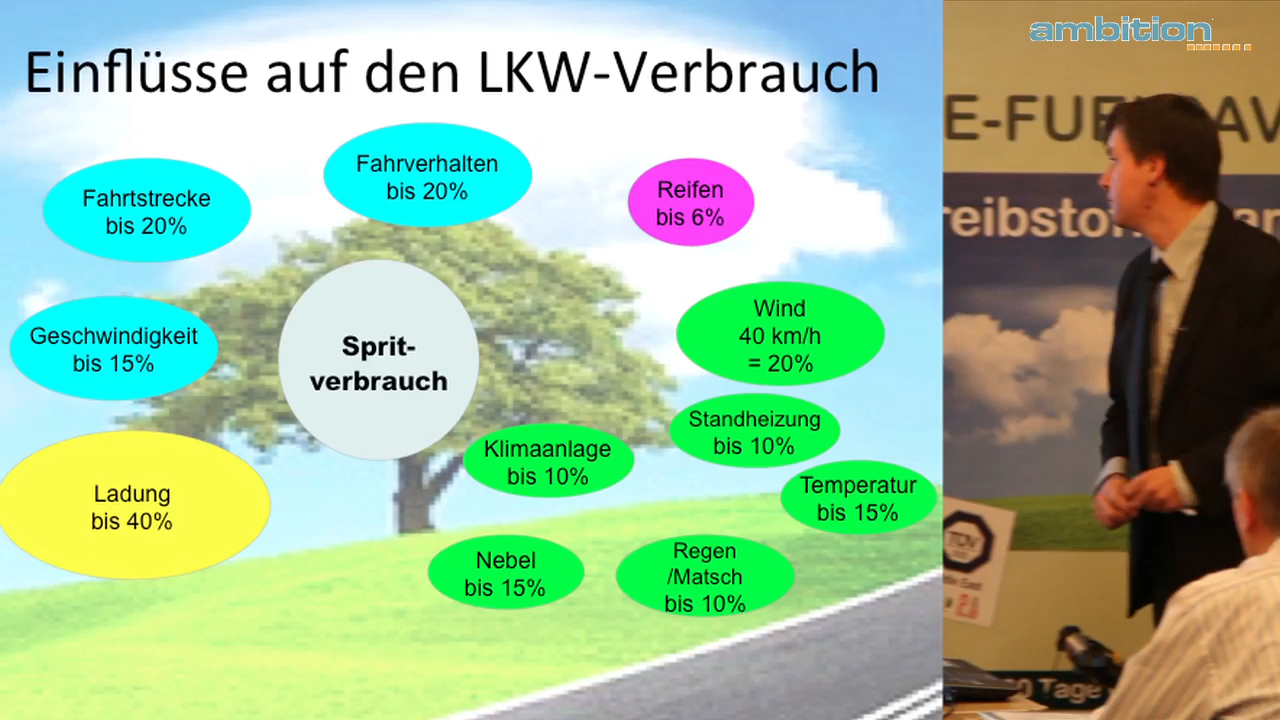 Einflüsse auf den LKW-Verbrauch
Fahrtstrecke
bis 20%
Fahrverhalten
bis 20%
Reifen
bis 6%
Geschwindigkeit
bis 15%
Sprit-
verbrauch
Wind
40 km/h
= 20%
Ladung
bis 40%
Klimaanlage
bis 10%
Standheizung
bis 10%
Temperatur
bis 15%
Nebel
bis 15%
Regen
/Matsch
bis 10%
ambition
TÜV
Tage